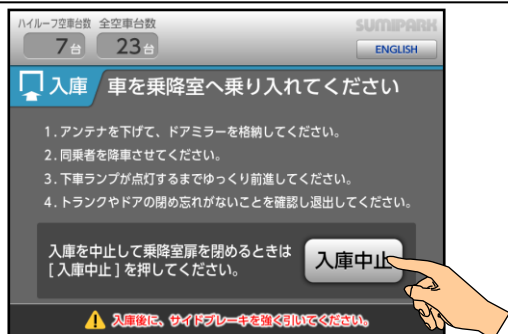 ハイルーフ空車台数 全空車台数
7台 23台
SUMIPARK
ENGLISH
入庫 車を乗降室へ乗り入れてください
1.アンテナを下げて、ドアミラーを格納してください。
2.同乗者を降車させてください。
3.下車ランプが点灯するまでゆっくり前進してください。
4.トランクやドアの閉め忘れがないことを確認し退出してください。
入庫を中止して乗降室扉を閉めるときは
[入庫中止]を押してください。
入庫中止
入庫後に、サイドブレーキを強く引いてください。